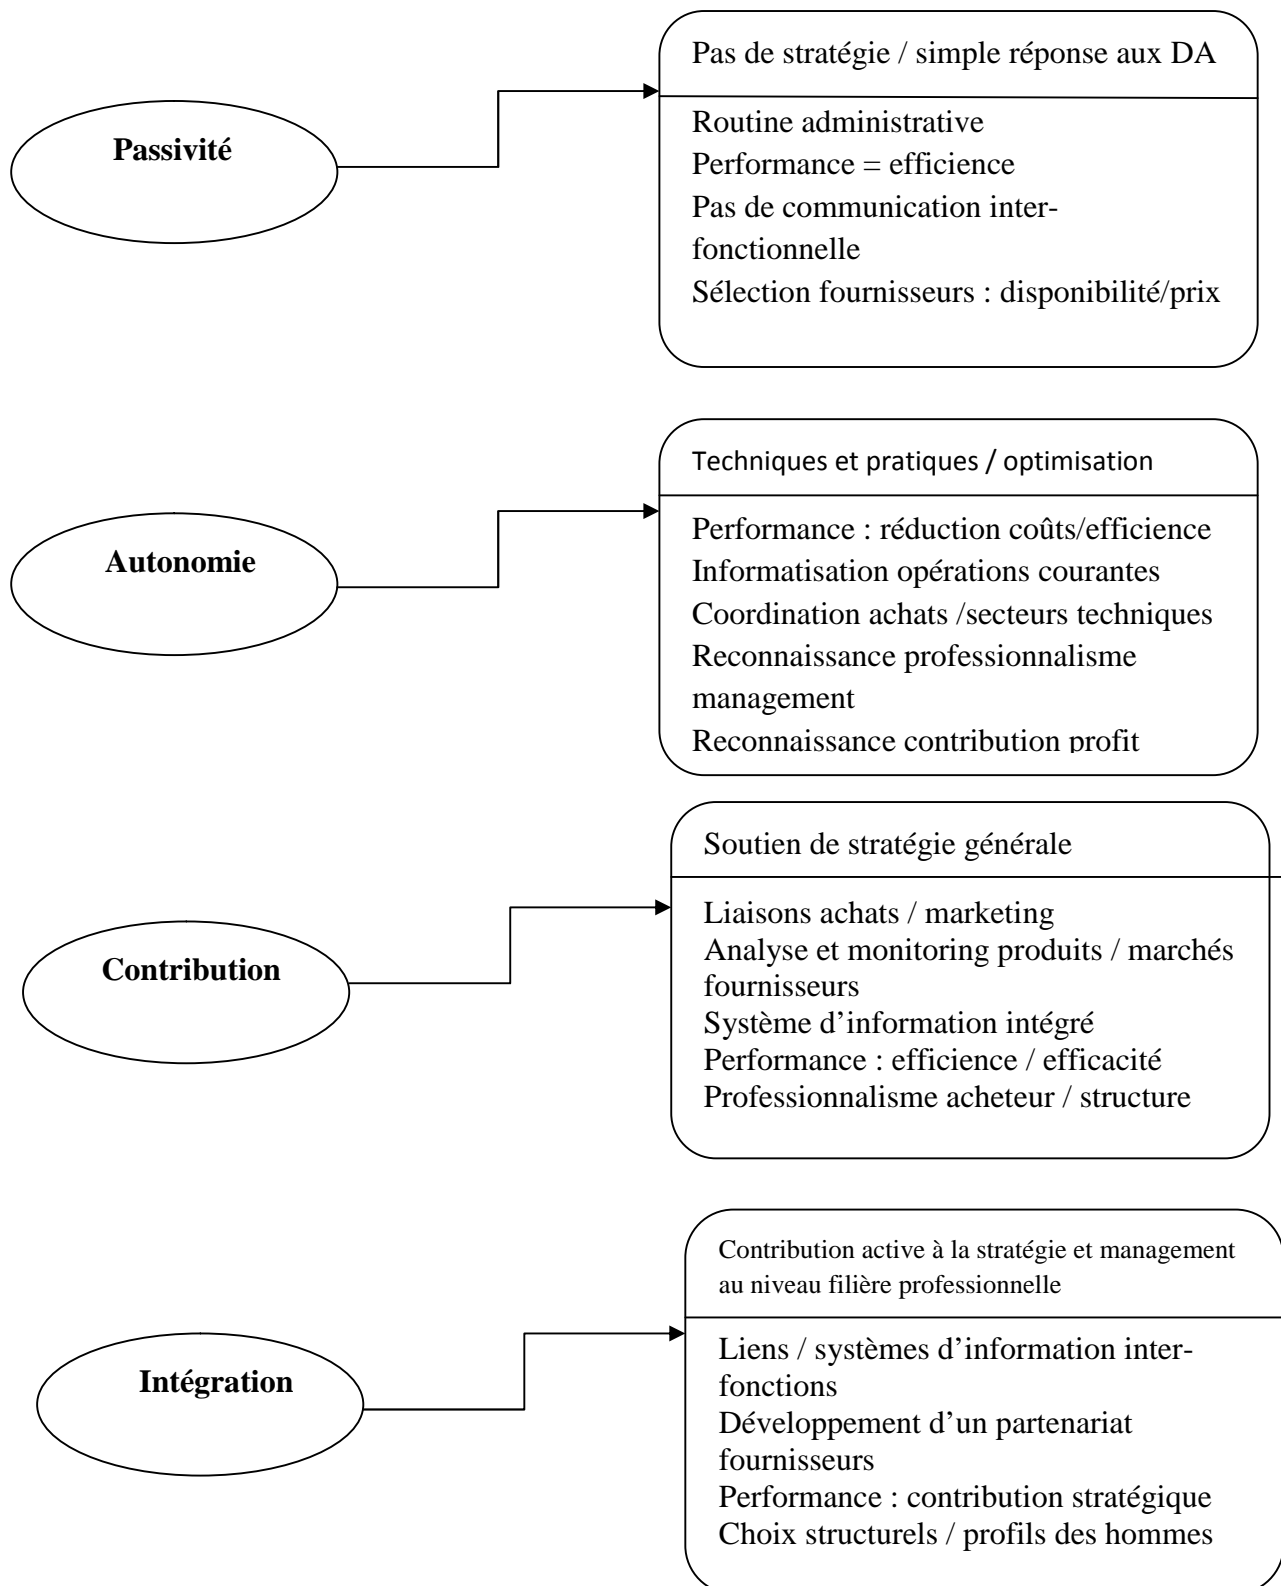 Pas de stratégie / simple réponse aux DA
Passivité
Routine administrative
Performance = efficience
Pas de communication inter-
fonctionnelle
Sélection fournisseurs : disponibilité/prix
Techniques et pratiques / optimisation
Autonomie
Performance : réduction coûts/efficience
Informatisation opérations courantes
Coordination achats /secteurs techniques
Reconnaissance professionnalisme
management
Reconnaissance contribution profit
Soutien de stratégie générale
Contribution
Liaisons achats / marketing
Analyse et monitoring produits / marchés
fournisseurs
Système d’information intégré
Performance : efficience / efficacité
Professionnalisme acheteur / structure
Contribution active à la stratégie et management
au niveau filière professionnelle
Intégration
Liens / systèmes d’information inter-
fonctions
Développement d’un partenariat
fournisseurs
Performance : contribution stratégique
Choix structurels / profils des hommes